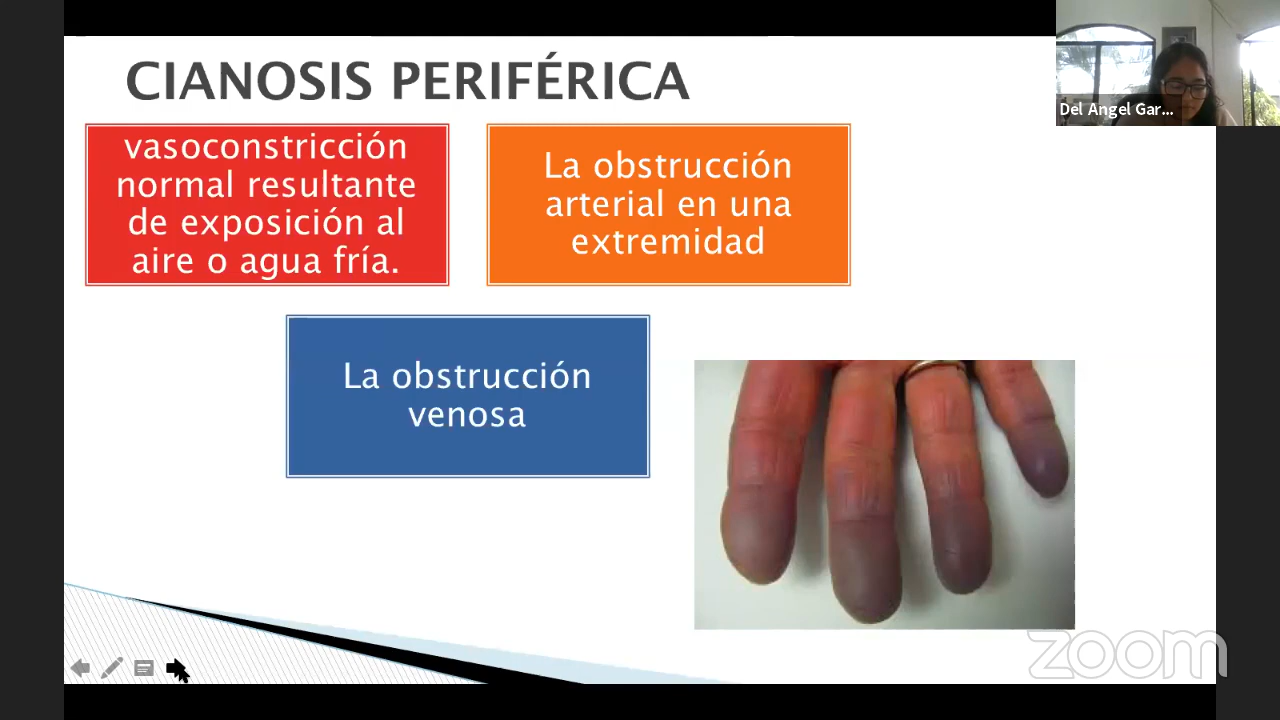 CIANOSIS PERIFÉRICA
Del Angel Gar...
vasoconstricción
normal resultante
de exposición al
aire o agua fría.
La obstrucción
arterial en una
extremidad
La obstrucción
venosa
zoom